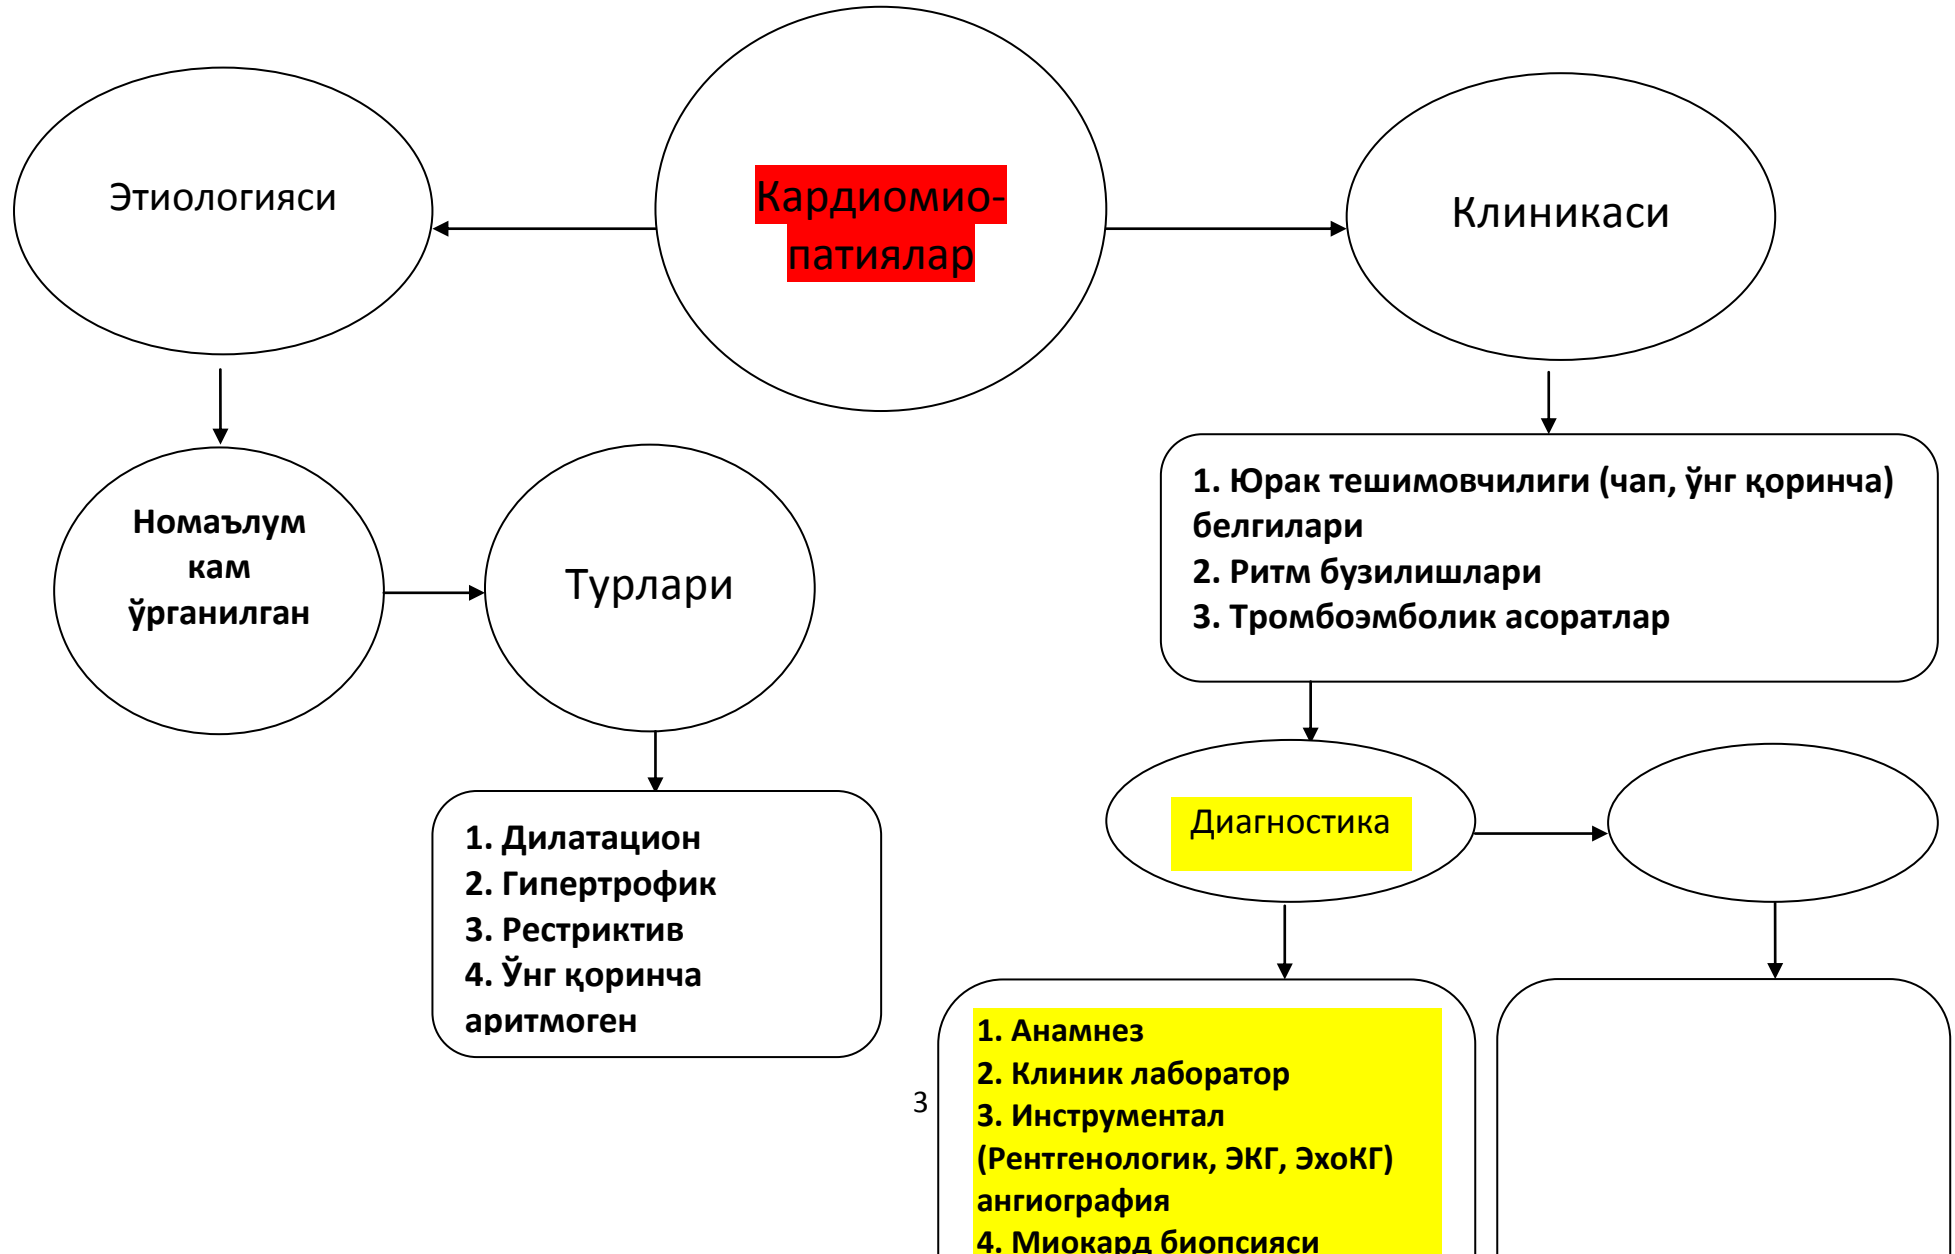 Кардиомио-
патиялар
Этиологияси
Клиникаси
Номаълум
кам
ўрганилган
Турлари
1. Дилатацион
2. Гипертрофик
3. Рестриктив
4. Ўнг қоринча
аритмоген
1. Юрак тешимовчилиги (чап, ўнг қоринча)
белгилари
2. Ритм бузилишлари
3. Тромбоэмболик асоратлар
Диагностика
1. Анамнез
2. Клиник лаборатор
3. Инструментал
(Рентгенологик, ЭКГ, ЭхоКГ)
ангиография
4. Миокард биопсияси
3